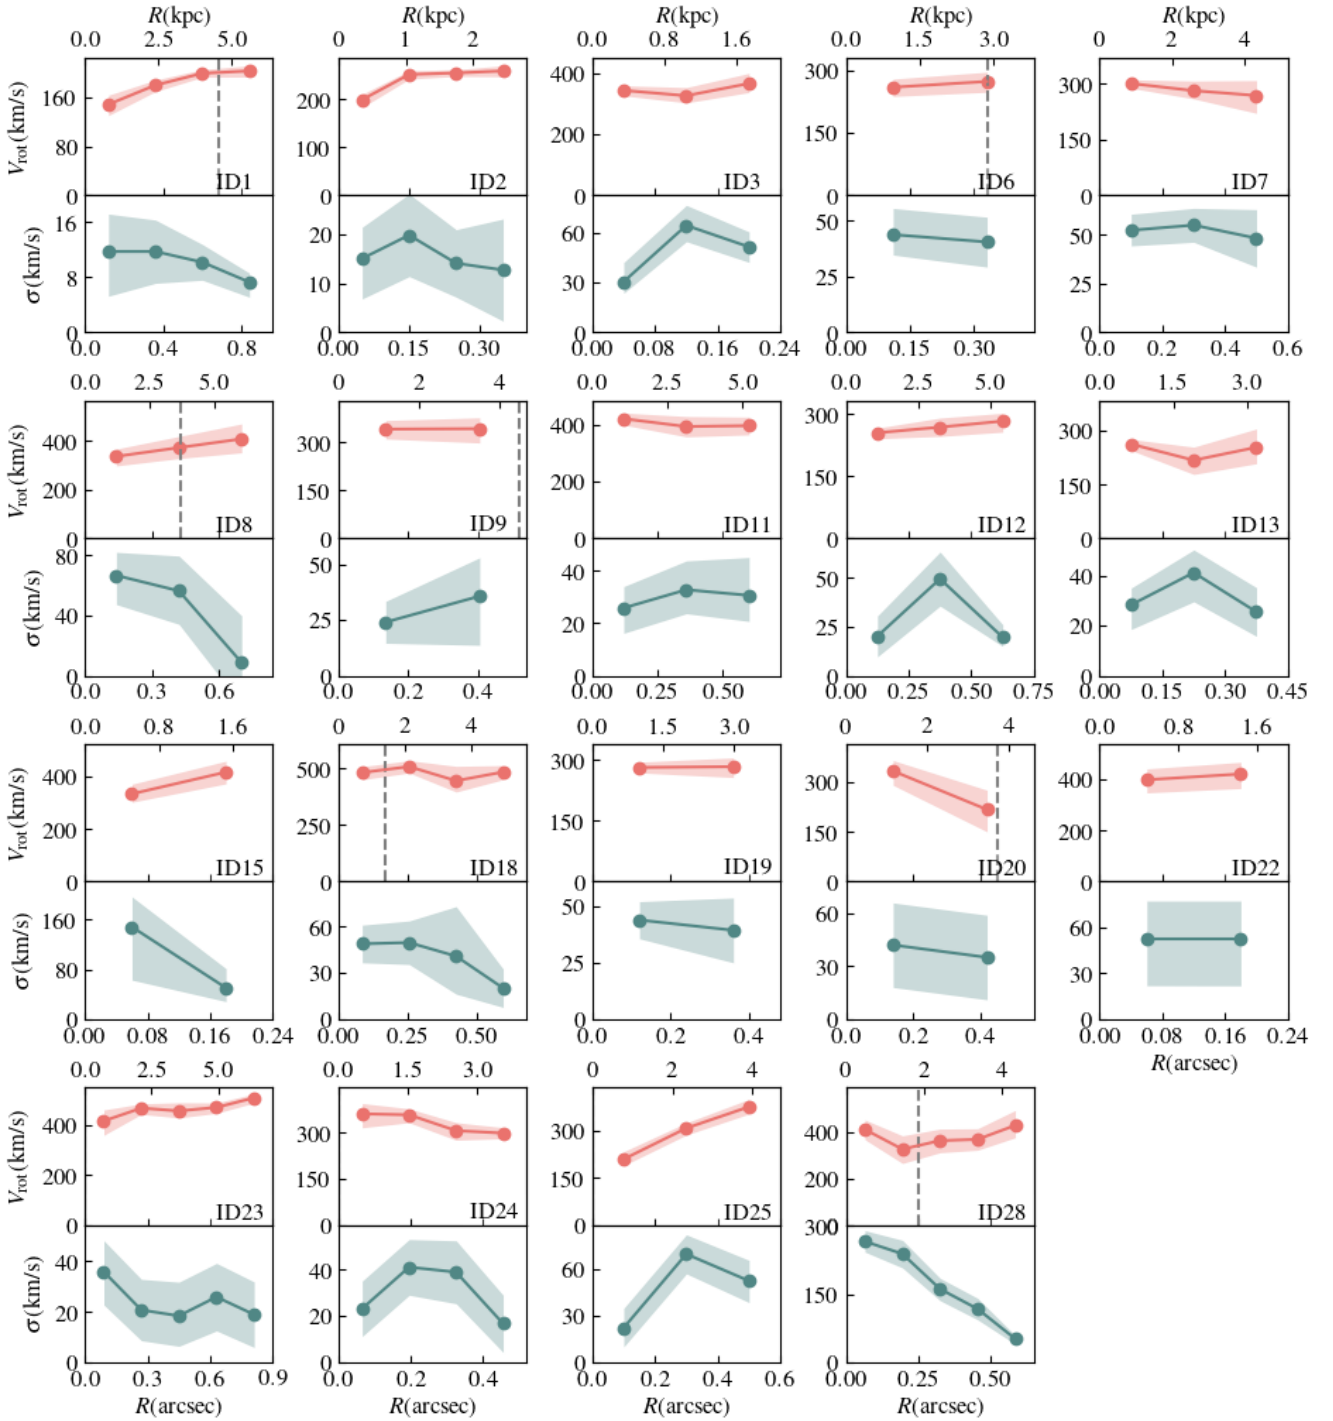 R(kpc) R(kpc) R(kpc) R(kpc) R(kpc)
0.0 2.5 5.0 0 1 2 0.0 0.8 1.6 0.0 1.0 2.9 0 2 4
V_rot(km/s) 160 80 0 200 100 0 400 200 0 300 150 0 300 150 0
ID1 ID2 ID3 ID6 ID7
σ(km/s) 16 8 0 20 10 0 60 30 0 50 25 0 50 25 0
0.0 0.4 0.8 0.00 0.15 0.30 0.00 0.08 0.16 0.24 0.00 0.15 0.30 0.0 0.2 0.4 0.6
0.0 2.5 5.0 0 2 4 0.0 2.6 5.2 0.0 2.5 5.0 0.0 1.5 3.0
V_rot(km/s) 400 200 0 300 150 0 400 200 0 300 150 0 300 150 0
ID8 ID9 ID11 ID12 ID13
σ(km/s) 80 40 0 50 25 0 40 20 0 50 25 0 40 20 0
0.0 0.3 0.6 0.0 0.2 0.4 0.00 0.25 0.50 0.00 0.25 0.50 0.75 0.00 0.15 0.30 0.45
0.0 0.8 1.6 0 2 4 0.0 1.5 3.0 0 2 4 0.0 0.8 1.6
V_rot(km/s) 400 200 0 500 250 0 300 150 0 300 150 0 400 200 0
ID15 ID18 ID19 ID20 ID22
σ(km/s) 160 80 0 60 30 0 50 25 0 60 30 0 60 30 0
0.00 0.08 0.16 0.24 0.00 0.25 0.50 0.0 0.2 0.4 0.0 0.2 0.4 0.00 0.08 0.16 0.24
R(arcsec)
0.0 2.5 5.0 0.0 1.5 3.0 0 2 4 0 2 4
V_rot(km/s) 400 200 0 300 150 0 300 150 0 400 200 0
ID23 ID24 ID25 ID28
σ(km/s) 40 20 0 40 20 0 60 30 0 300 150 0
0.0 0.3 0.6 0.9 0.0 0.2 0.4 0.0 0.2 0.4 0.6 0.00 0.25 0.50
R(arcsec) R(arcsec) R(arcsec) R(arcsec)